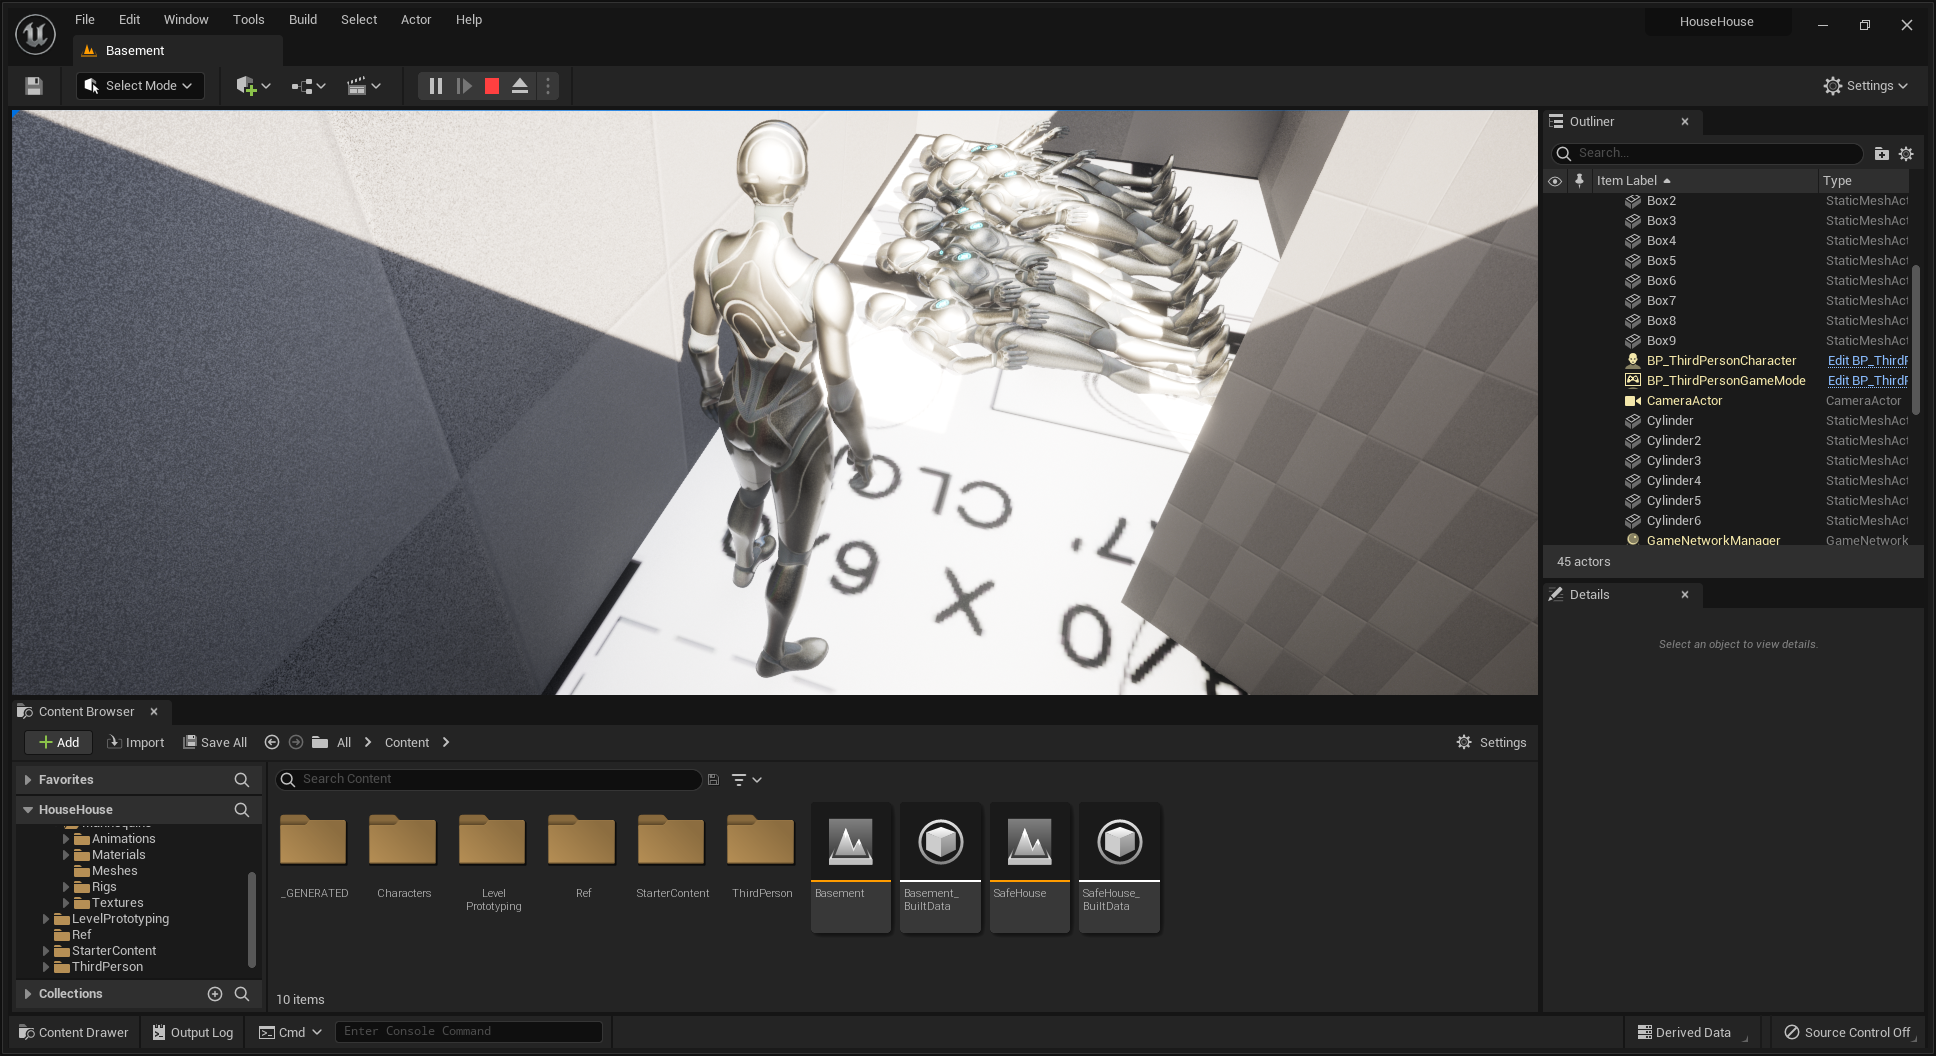 File Edit Window Tools Build Select Actor Help
HouseHouse
Basement
Select Mode
Settings
Outliner
Search...
Item Label Type
Box2 StaticMeshAct
Box3 StaticMeshAct
Box4 StaticMeshAct
Box5 StaticMeshAct
Box6 StaticMeshAct
Box7 StaticMeshAct
Box8 StaticMeshAct
Box9 StaticMeshAct
BP_ThirdPersonCharacter Edit BP_ThirdP
BP_ThirdPersonGameMode Edit BP_ThirdP
CameraActor CameraActor
Cylinder StaticMeshAct
Cylinder2 StaticMeshAct
Cylinder3 StaticMeshAct
Cylinder4 StaticMeshAct
Cylinder5 StaticMeshAct
Cylinder6 StaticMeshAct
GameNetworkManager GameNetwork
45 actors
Details
Select an object to view details.
CLO
X 6
Content Browser
Add Import Save All All Content Settings
Favorites
HouseHouse
Mannequins
Animations
Materials
Meshes
Rigs
Textures
LevelPrototyping
Ref
StarterContent
ThirdPerson
Collections
Search Content
_GENERATED
Characters
Level
Prototyping
Ref
StarterContent
ThirdPerson
Basement
Basement_
BuiltData
SafeHouse
SafeHouse_
BuiltData
10 items
Content Drawer Output Log Cmd Enter Console Command Derived Data Source Control Off